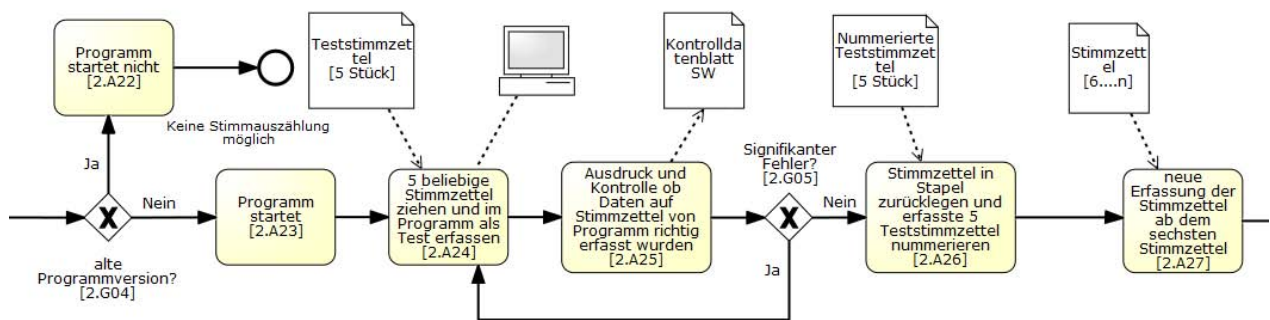 Programm
startet nicht
[2.A22]
Keine Stimmauszählung
möglich
Ja
Nein
alte
Programmversion?
[2.G04]
Programm
startet
[2.A23]
Teststimmze
ttel
[5 Stück]
5 beliebige
Stimmzettel
ziehen und im
Programm als
Test erfassen
[2.A24]
Ausdruck und
Kontrolle ob
Daten auf
Stimmzettel von
Programm richtig
erfasst wurden
[2.A25]
Kontrollda
tenblatt
SW
Signifikanter
Fehler?
[2.G05]
Nein
Ja
Nummerierte
Teststimmzet
tel
[5 Stück]
Stimmzettel in
Stapel
zurücklegen und
erfasste 5
Teststimmzettel
nummerieren
[2.A26]
Stimmzett
el
[6....n]
neue
Erfassung der
Stimmzettel
ab dem
sechsten
Stimmzettel
[2.A27]